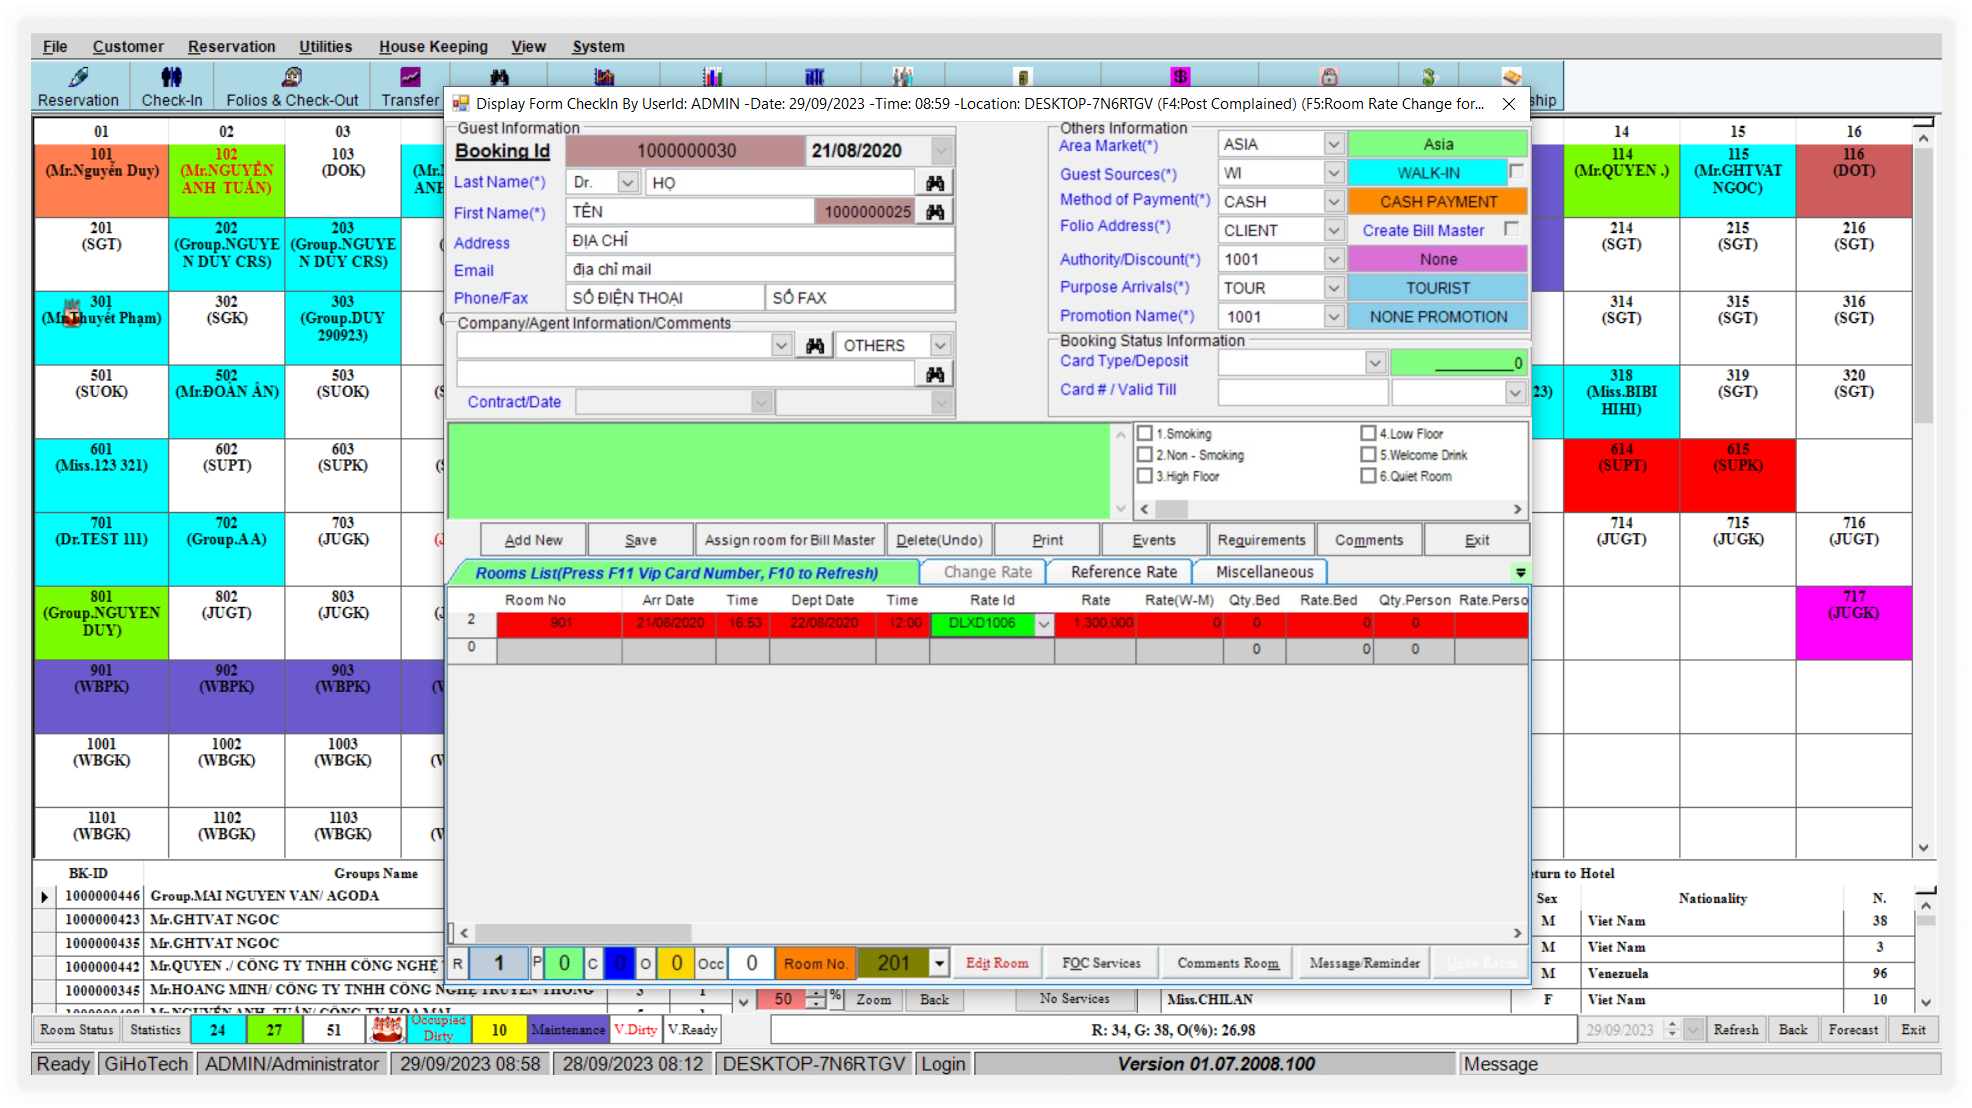 File Customer Reservation Utilities House Keeping View System
Reservation Check-In Folios & Check-Out Transfer
Display Form CheckIn By UserId: ADMIN -Date: 29/09/2023 -Time: 08:59 -Location: DESKTOP-7N6RTGV (F4:Post Complained) (F5:Room Rate Change for...
Guest Information
Booking Id 1000000030 21/08/2020
Last Name(*) Dr. HỌ
First Name(*) TÊN 1000000025
Address ĐỊA CHỈ
Email địa chỉ mail
Phone/Fax SỐ ĐIỆN THOẠI SỐ FAX
Company/Agent Information/Comments
OTHERS
Contract/Date
Others Information
Area Market(*) ASIA Asia
Guest Sources(*) WI WALK-IN
Method of Payment(*) CASH CASH PAYMENT
Folio Address(*) CLIENT Create Bill Master
Authority/Discount(*) 1001 None
Purpose Arrivals(*) TOUR TOURIST
Promotion Name(*) 1001 NONE PROMOTION
Booking Status Information
Card Type/Deposit 0
Card # / Valid Till
1.Smoking 4.Low Floor
2.Non - Smoking 5.Welcome Drink
3.High Floor 6.Quiet Room
Add New Save Assign room for Bill Master Delete(Undo) Print Events Requirements Comments Exit
Rooms List(Press F11 Vip Card Number, F10 to Refresh) Change Rate Reference Rate Miscellaneous
Room No Arr Date Time Dept Date Time Rate Id Rate Rate(W-M) Qty.Bed Rate.Bed Qty.Person Rate.Perso
2 901 21/08/2020 16:53 22/08/2020 12:00 DLXD1006 1.300.000 0 0 0 0
0 0 0 0
R 1 P 0 C 0 O 0 Occ 0 Room No. 201 Edit Room FOC Services Comments Room Message/Reminder Undo Room
01 02 03 14 15 16
101 102 103 114 115 116
(Mr.Nguyễn Duy) (Mr.NGUYỄN ANH TUẤN) (DOK) (Mr.QUYEN .) (Mr.GHTVAT NGOC) (DOT)
201 202 203 214 215 216
(SGT) (Group.NGUYEN DUY CRS) (Group.NGUYEN DUY CRS) (SGT) (SGT) (SGT)
301 302 303 314 315 316
(Mr.Thuyết Phạm) (SGK) (Group.DUY 290923) (SGT) (SGT) (SGT)
501 502 503 318 319 320
(SUOK) (Mr.ĐOÀN ÂN) (SUOK) 23) (Miss.BIBI HIHI) (SGT) (SGT)
601 602 603 614 615
(Miss.123 321) (SUPT) (SUPK) (SUPT) (SUPK)
701 702 703 714 715 716
(Dr.TEST 111) (Group.AA) (JUGK) (JUGT) (JUGK) (JUGT)
801 802 803 717
(Group.NGUYEN DUY) (JUGT) (JUGK) (JUGK)
901 902 903
(WBPK) (WBPK) (WBPK)
1001 1002 1003
(WBGK) (WBGK) (WBGK)
1101 1102 1103
(WBGK) (WBGK) (WBGK)
BK-ID Groups Name
1000000446 Group.MAI NGUYEN VAN/ AGODA
1000000423 Mr.GHTVAT NGOC
1000000435 Mr.GHTVAT NGOC
1000000442 Mr.QUYEN ./ CÔNG TY TNHH CÔNG NGHỆ
1000000345 Mr.HOANG MINH/ CÔNG TY TNHH CÔNG NGHỆ TRUYEN THONG 3 1
to Hotel
Sex Nationality N.
M Viet Nam 38
M Viet Nam 3
M Venezuela 96
F Viet Nam 10
50 % Zoom Back No Services Miss.CHILAN
Room Status Statistics 24 27 51 Occupied Dirty 10 Maintenance V.Dirty V.Ready R: 34, G: 38, O(%): 26.98 29/09/2023 Refresh Back Forecast Exit
Ready GiHoTech ADMIN/Administrator 29/09/2023 08:58 28/09/2023 08:12 DESKTOP-7N6RTGV Login Version 01.07.2008.100 Message